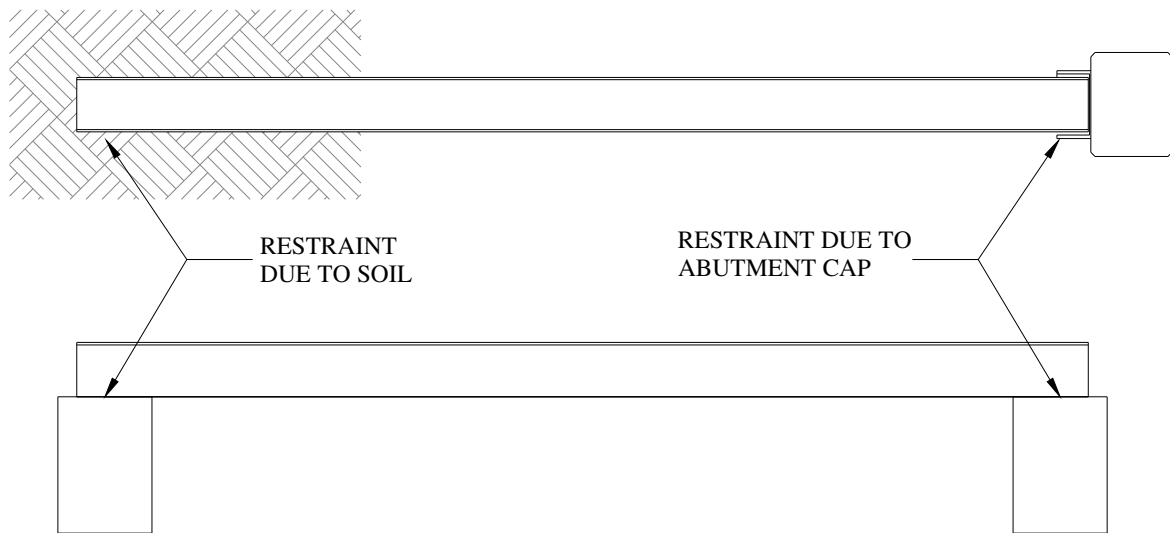 RESTRAINT
DUE TO SOIL
RESTRAINT DUE TO
ABUTMENT CAP